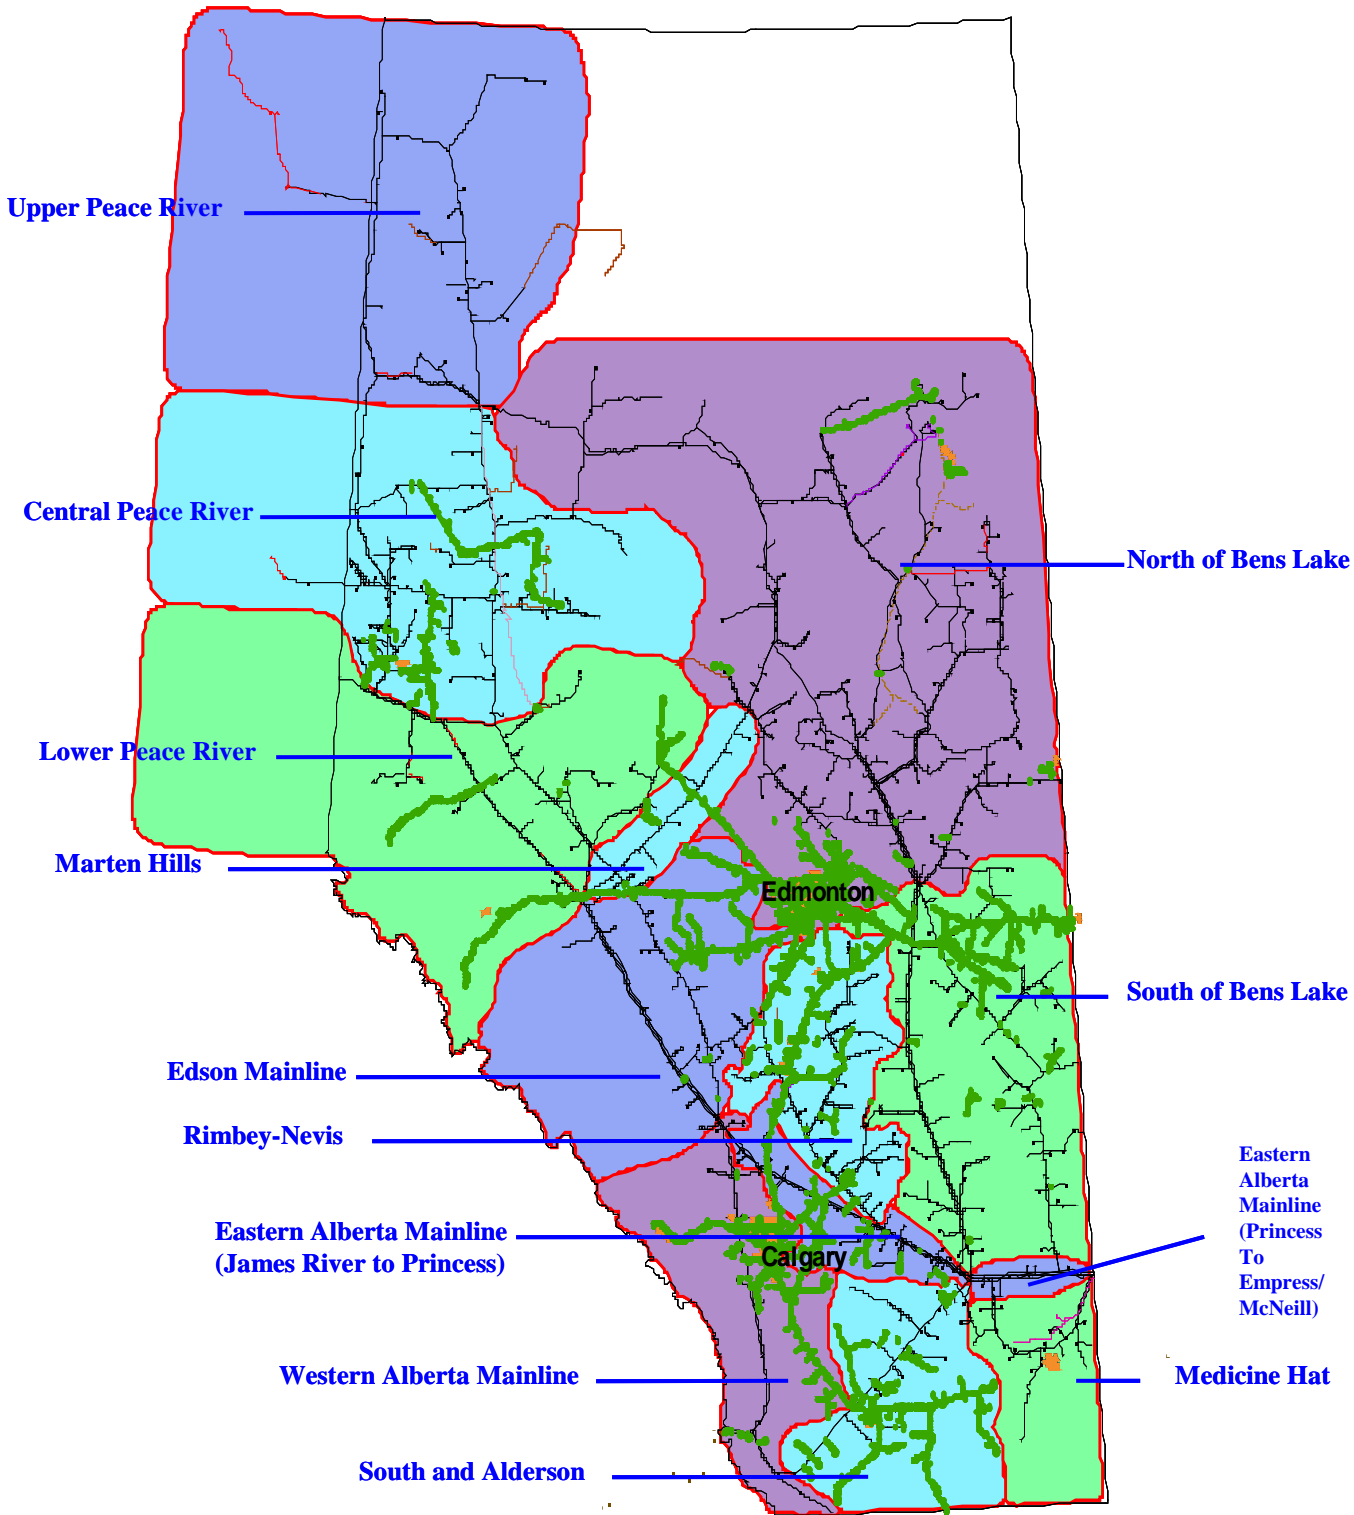 Upper Peace River
Central Peace River
North of Bens Lake
Lower Peace River
Marten Hills
Edmonton
South of Bens Lake
Edson Mainline
Rimbey-Nevis
Eastern
Alberta
Mainline
(Princess
To
Empress/
McNeill)
Eastern Alberta Mainline
(James River to Princess)
Calgary
Western Alberta Mainline
Medicine Hat
South and Alderson